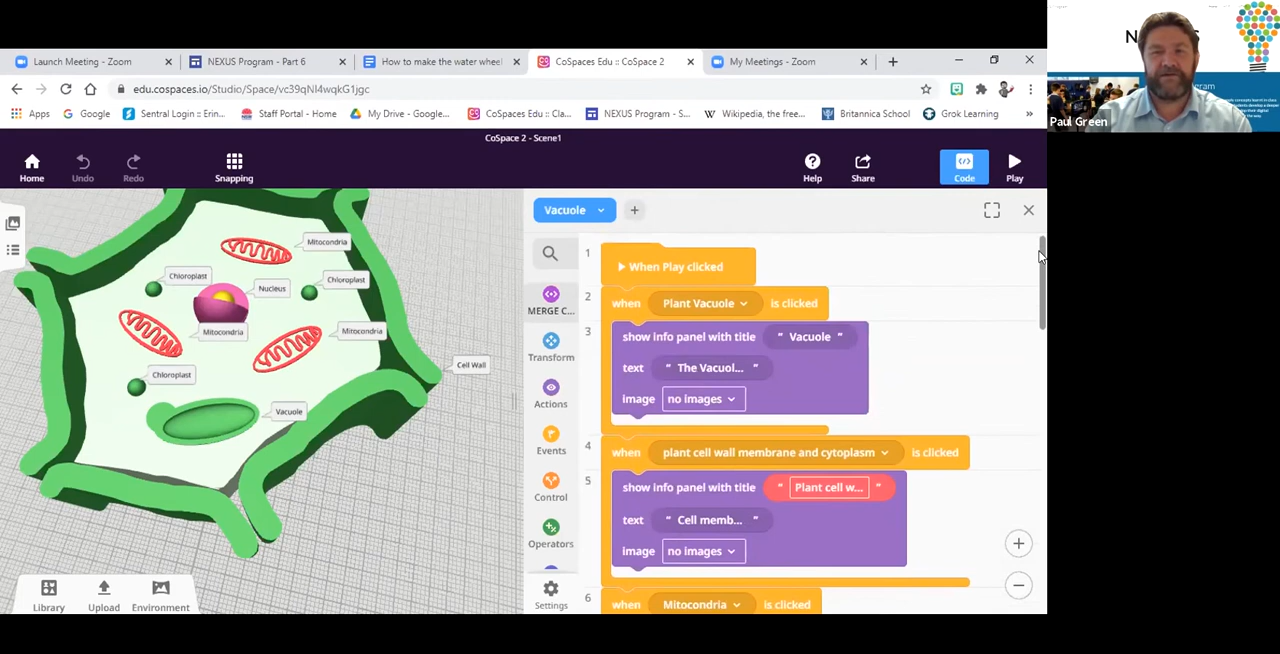 Launch Meeting - Zoom
NEXUS Program - Part 6
How to make the water whee
CoSpaces Edu :: CoSpace 2
My Meetings - Zoom
edu.cospaces.io/Studio/Space/vc39qNl4wqkG1jgc
Apps
Google
Sentral Login :: Erin...
Staff Portal - Home
My Drive - Google...
CoSpaces Edu :: Cla...
NEXUS Program - S...
Wikipedia, the free...
Britannica School
Grok Learning
»
CoSpace 2 - Scene1
Home
Undo
Redo
Snapping
Help
Share
Code
Play
Mitocondria
Chloroplast
Chloroplast
Nucleus
Mitocondria
Mitocondria
Chloroplast
Cell Wall
Vacuole
Library
Upload
Environment
Vacuole
MERGE C...
Transform
Actions
Events
Control
Operators
Settings
1
When Play clicked
2
when Plant Vacuole is clicked
3
show info panel with title " Vacuole "
text " The Vacuol... "
image no images
4
when plant cell wall membrane and cytoplasm is clicked
5
show info panel with title " Plant cell w... "
text " Cell memb... "
image no images
6
when Mitocondria is clicked
Paul Green